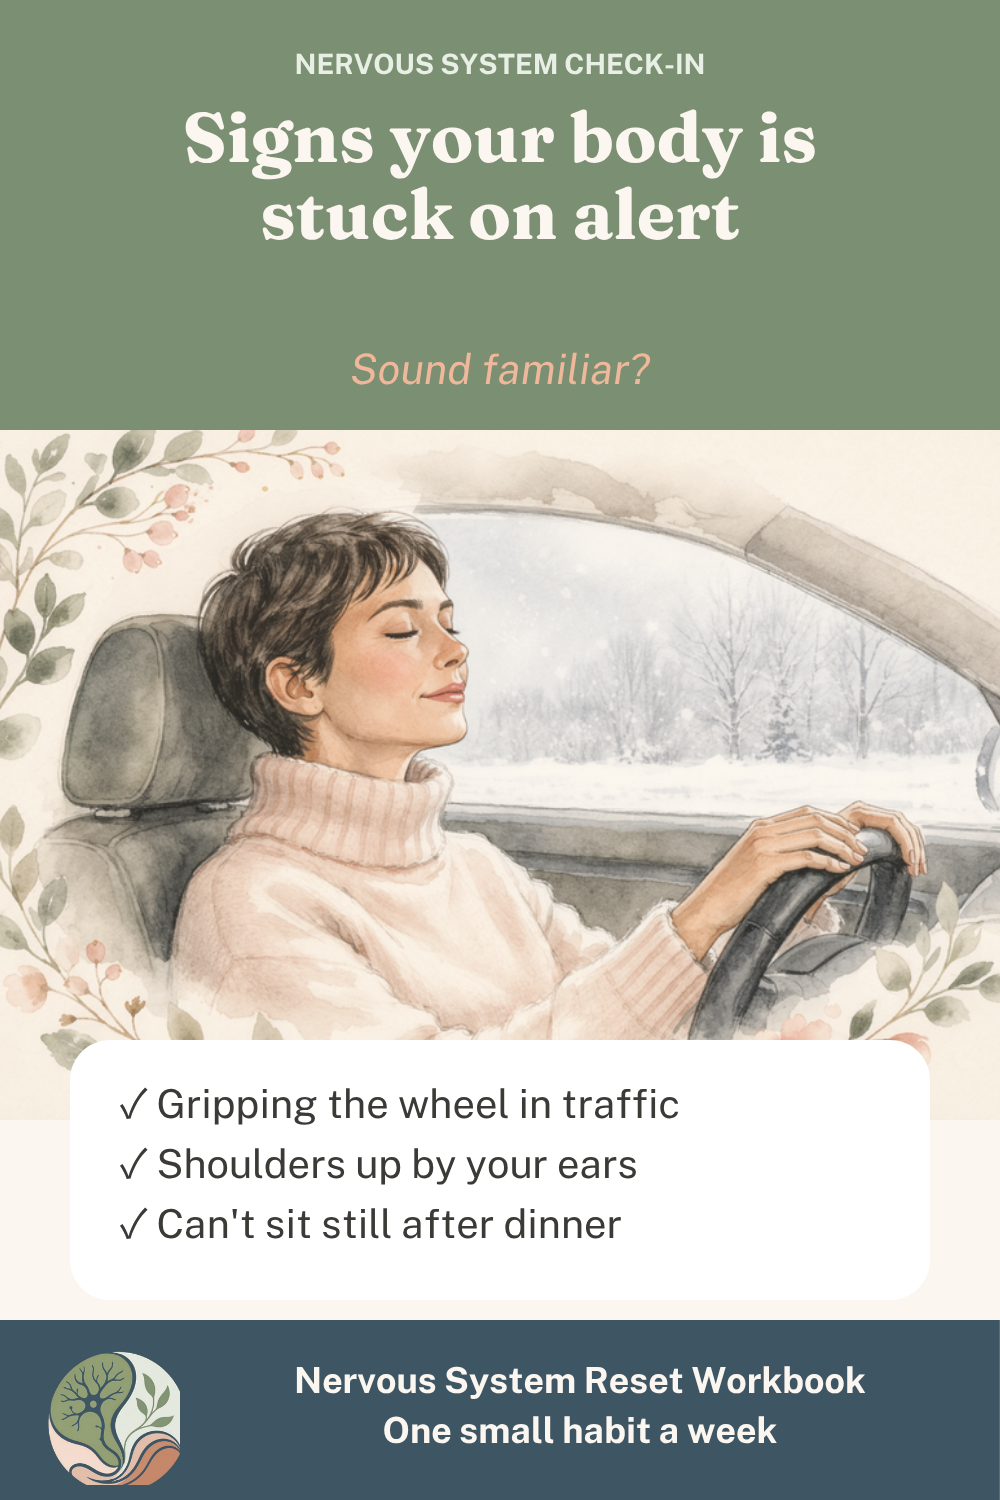 NERVOUS SYSTEM CHECK-IN
Signs your body is
stuck on alert
Sound familiar?
✓ Gripping the wheel in traffic
✓ Shoulders up by your ears
✓ Can't sit still after dinner
Nervous System Reset Workbook
One small habit a week